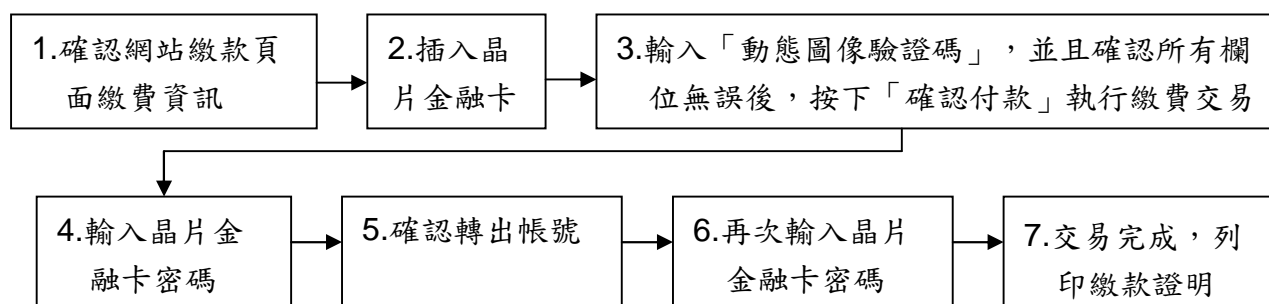 1.確認網站繳款頁
面繳費資訊
2.插入晶
片金融卡
3.輸入「動態圖像驗證碼」，並且確認所有欄
位無誤後，按下「確認付款」執行繳費交易
4.輸入晶片金
融卡密碼
5.確認轉出帳號
6.再次輸入晶片
金融卡密碼
7.交易完成，列
印繳款證明